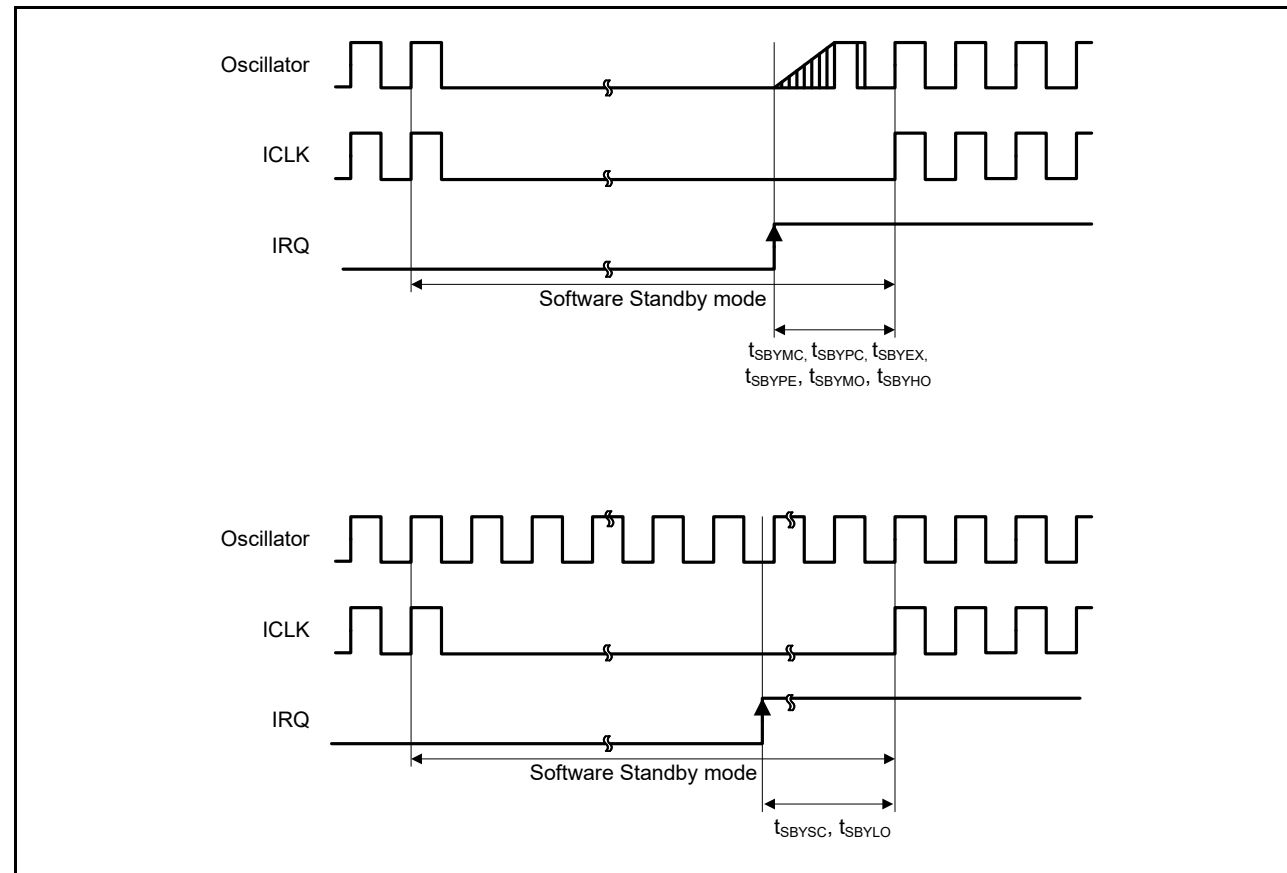 Oscillator
ICLK
IRQ
Software Standby mode
tSBYMC, tSBYPC, tSBYEX,
tSBYPE, tSBYMO, tSBYHO
Oscillator
ICLK
IRQ
Software Standby mode
tSBYSC, tSBYLO